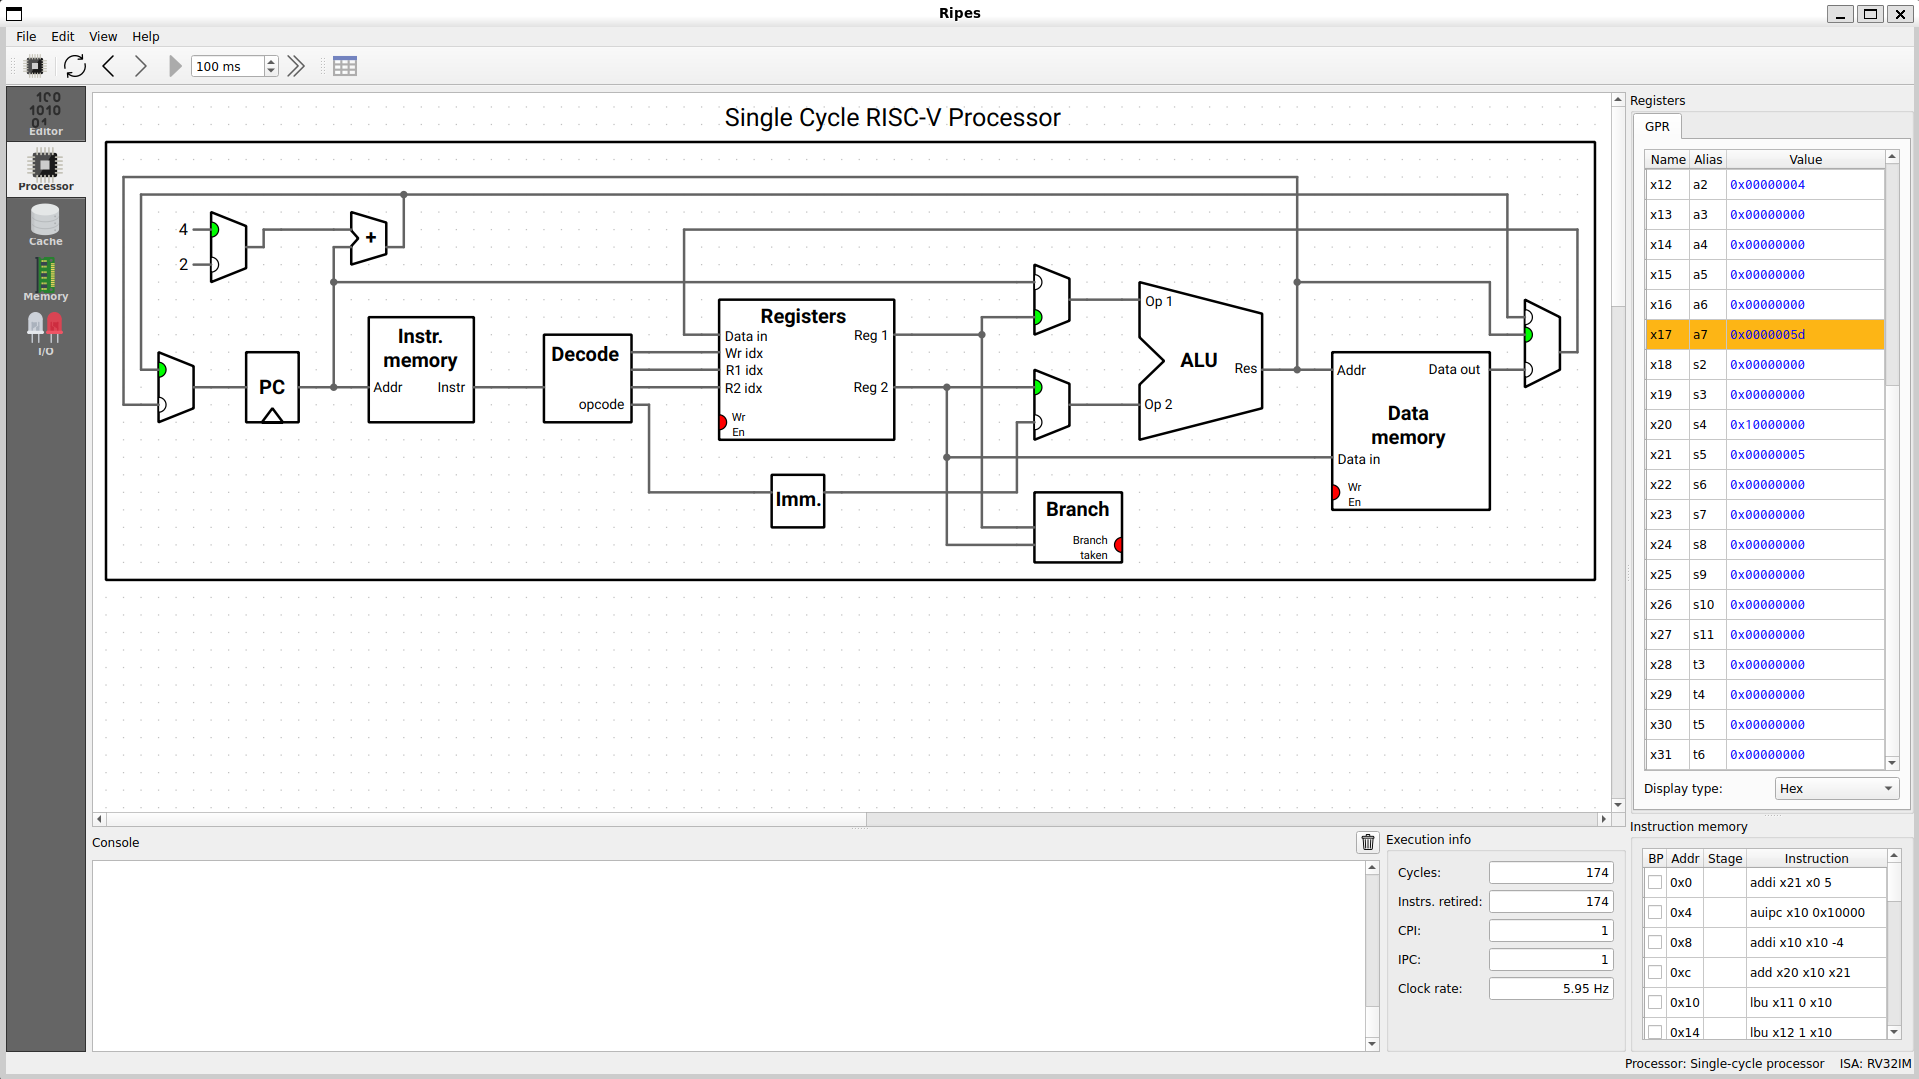 Ripes
File Edit View Help
100 ms
Editor
Processor
Cache
Memory
I/O
Single Cycle RISC-V Processor
4
2
+
PC
Instr. memory
Addr Instr
Decode
opcode
Registers
Data in
Wr idx
R1 idx
R2 idx
Wr En
Reg 1
Reg 2
Imm.
Op 1
Op 2
ALU
Res
Branch
Branch taken
Data memory
Addr
Data out
Data in
Wr En
Registers
GPR
Name Alias Value
x12 a2 0x00000004
x13 a3 0x00000000
x14 a4 0x00000000
x15 a5 0x00000000
x16 a6 0x00000000
x17 a7 0x0000005d
x18 s2 0x00000000
x19 s3 0x00000000
x20 s4 0x10000000
x21 s5 0x00000005
x22 s6 0x00000000
x23 s7 0x00000000
x24 s8 0x00000000
x25 s9 0x00000000
x26 s10 0x00000000
x27 s11 0x00000000
x28 t3 0x00000000
x29 t4 0x00000000
x30 t5 0x00000000
x31 t6 0x00000000
Display type: Hex
Console
Execution info
Cycles: 174
Instrs. retired: 174
CPI: 1
IPC: 1
Clock rate: 5.95 Hz
Instruction memory
BP Addr Stage Instruction
0x0 addi x21 x0 5
0x4 auipc x10 0x10000
0x8 addi x10 x10 -4
0xc add x20 x10 x21
0x10 lbu x11 0 x10
0x14 lbu x12 1 x10
Processor: Single-cycle processor ISA: RV32IM